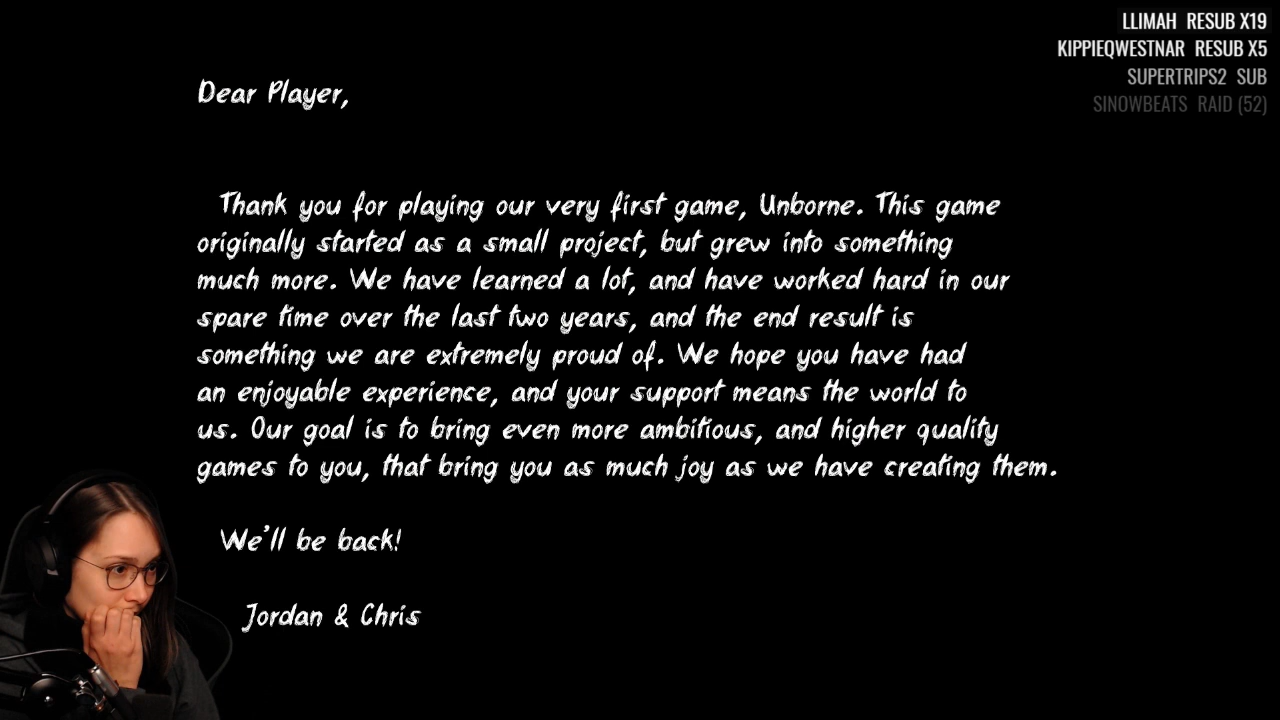 LLIMAH RESUB X19
KIPPIEQWESTNAR RESUB X5
SUPERTRIPS2 SUB
SINOWBEATS RAID (52)
Dear Player,
Thank you for playing our very first game, Unborne. This game
originally started as a small project, but grew into something
much more. We have learned a lot, and have worked hard in our
spare time over the last two years, and the end result is
something we are extremely proud of. We hope you have had
an enjoyable experience, and your support means the world to
us. Our goal is to bring even more ambitious, and higher quality
games to you, that bring you as much joy as we have creating them.
We'll be back!
Jordan & Chris